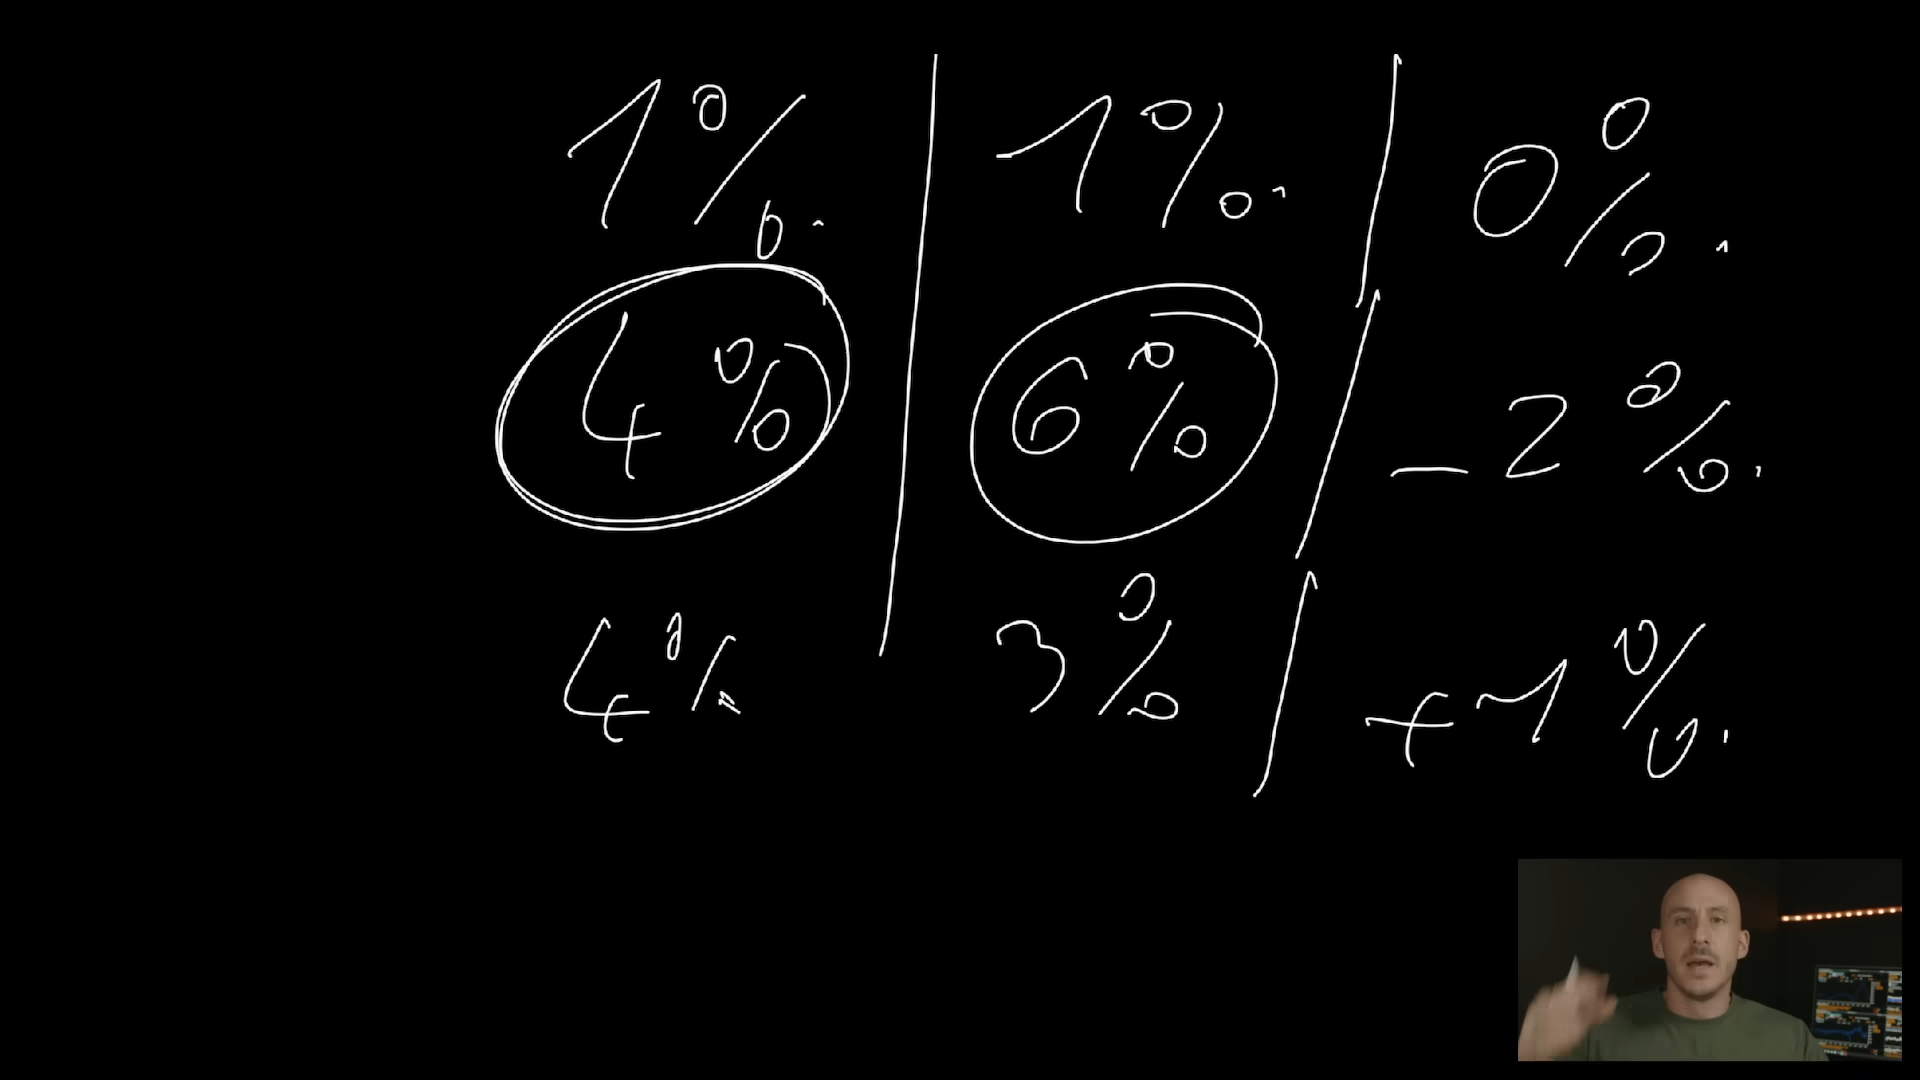 1% | 1% | 0%
4% | 6% | -2%
4% | 3% | +1%